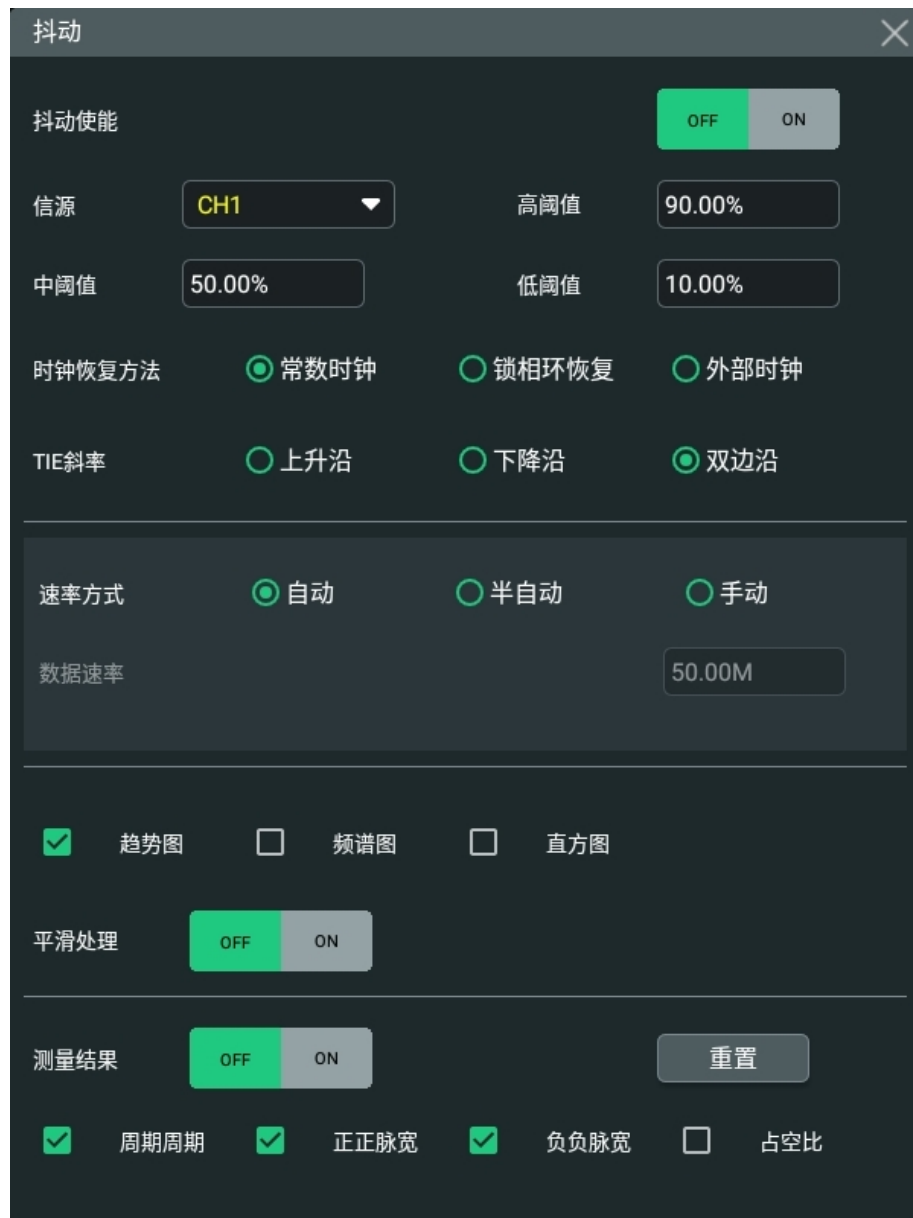 抖动
抖动使能 OFF ON
信源 CH1 高阈值 90.00%
中阈值 50.00% 低阈值 10.00%
时钟恢复方法 常数时钟 锁相环恢复 外部时钟
TIE斜率 上升沿 下降沿 双边沿
速率方式 自动 半自动 手动
数据速率 50.00M
趋势图 频谱图 直方图
平滑处理 OFF ON
测量结果 OFF ON 重置
周期周期 正正脉宽 负负脉宽 占空比